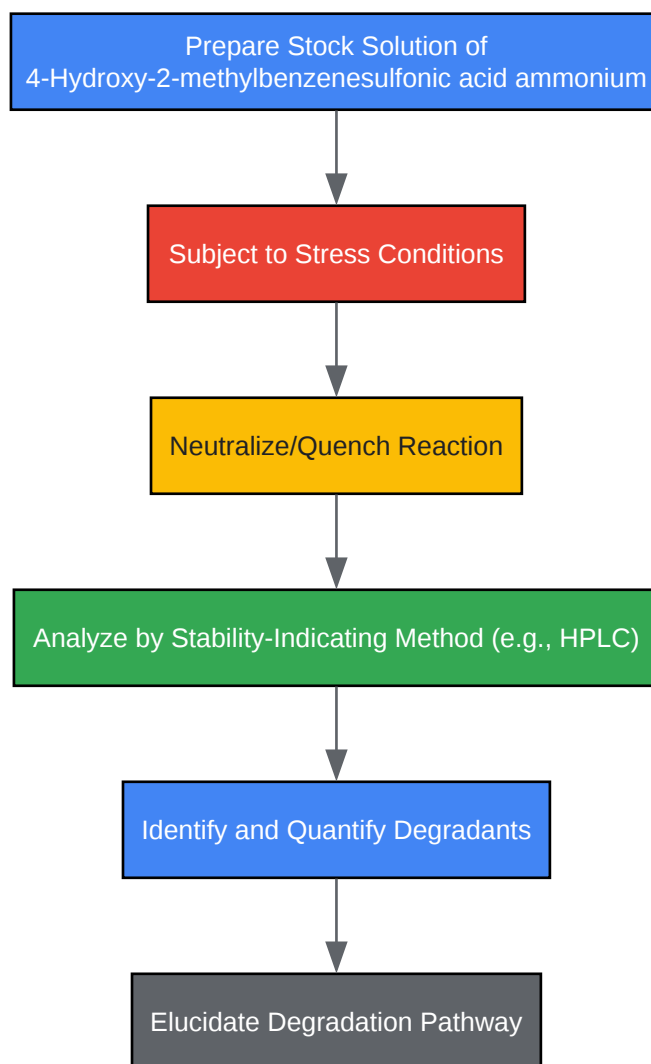 Prepare Stock Solution of
4-Hydroxy-2-methylbenzenesulfonic acid ammonium
Subject to Stress Conditions
Neutralize/Quench Reaction
Analyze by Stability-Indicating Method (e.g., HPLC)
Identify and Quantify Degradants
Elucidate Degradation Pathway